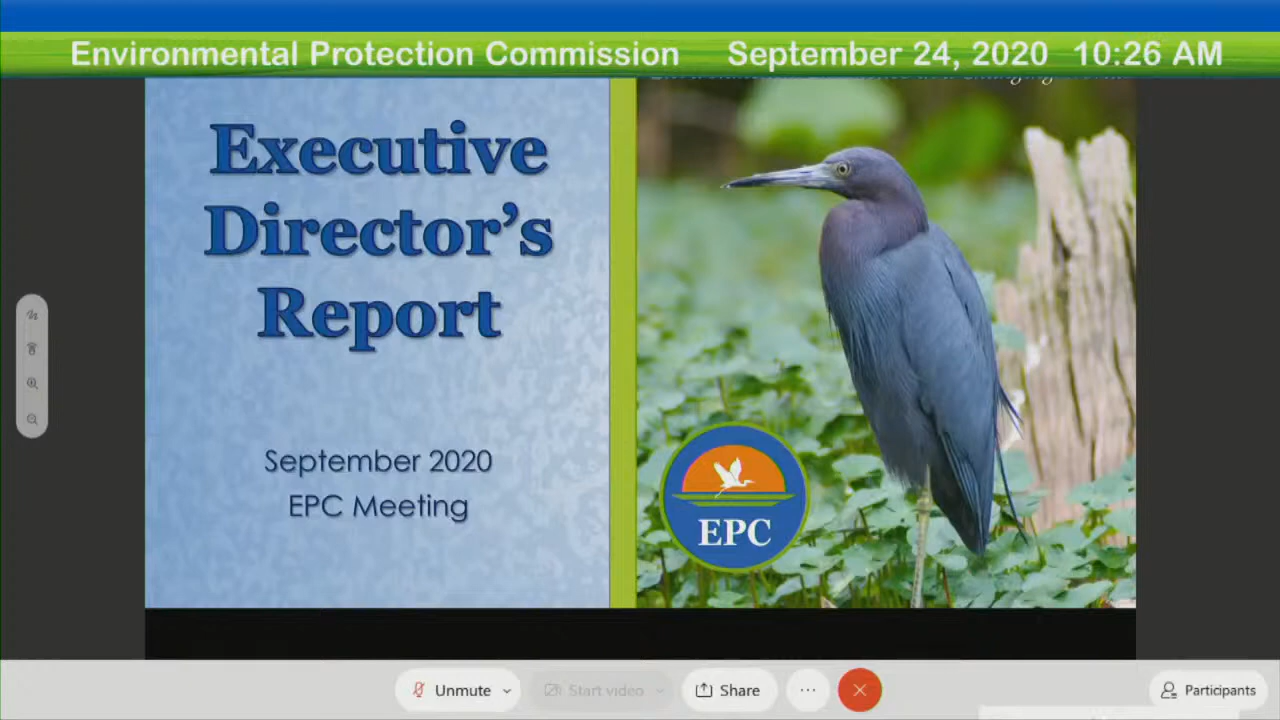 Environmental Protection Commission September 24, 2020 10:26 AM
Executive
Director's
Report
September 2020
EPC Meeting
EPC
Unmute
Start video
Share
Participants